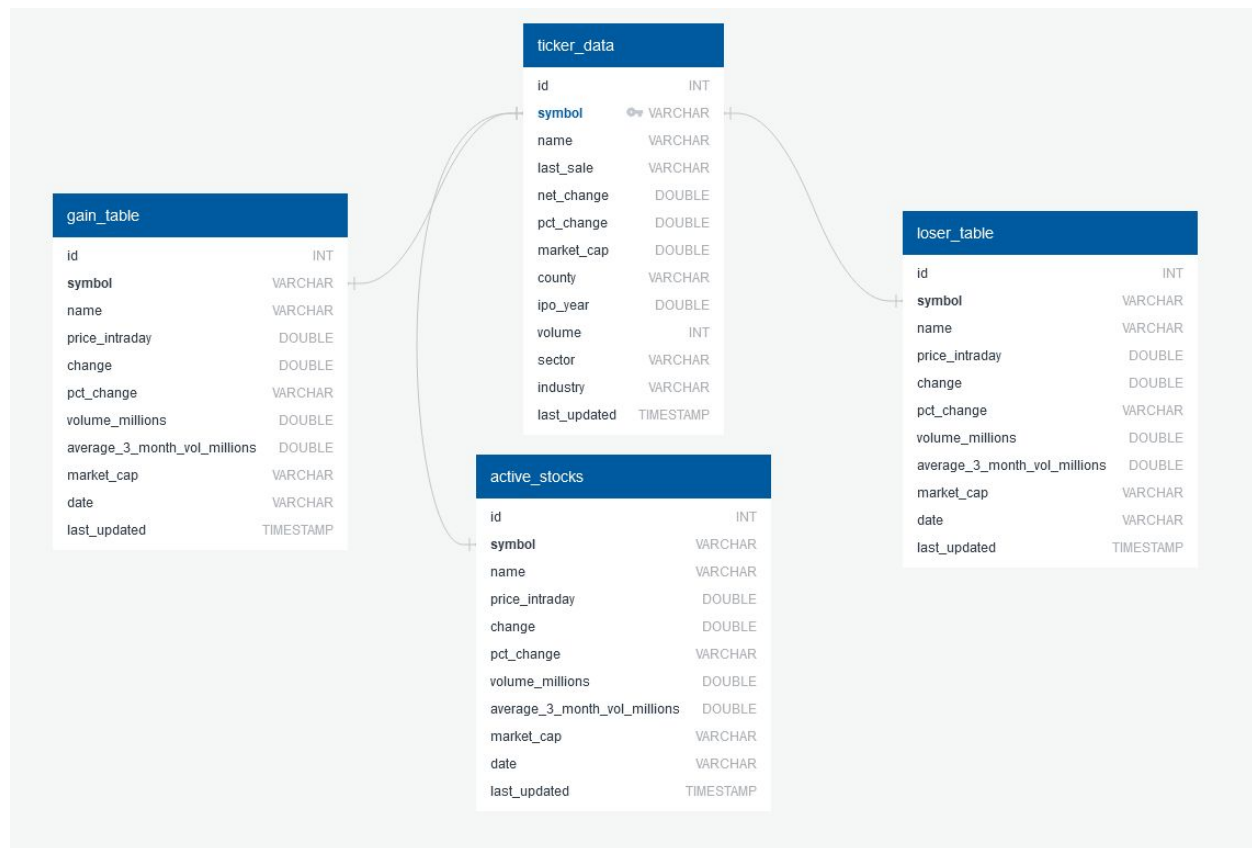 ticker_data
id INT
symbol VARCHAR
name VARCHAR
last_sale VARCHAR
net_change DOUBLE
pct_change DOUBLE
market_cap DOUBLE
county VARCHAR
ipo_year DOUBLE
volume INT
sector VARCHAR
industry VARCHAR
last_updated TIMESTAMP
gain_table
id INT
symbol VARCHAR
name VARCHAR
price_intraday DOUBLE
change DOUBLE
pct_change VARCHAR
volume_millions DOUBLE
average_3_month_vol_millions DOUBLE
market_cap VARCHAR
date VARCHAR
last_updated TIMESTAMP
loser_table
id INT
symbol VARCHAR
name VARCHAR
price_intraday DOUBLE
change DOUBLE
pct_change VARCHAR
volume_millions DOUBLE
average_3_month_vol_millions DOUBLE
market_cap VARCHAR
date VARCHAR
last_updated TIMESTAMP
active_stocks
id INT
symbol VARCHAR
name VARCHAR
price_intraday DOUBLE
change DOUBLE
pct_change VARCHAR
volume_millions DOUBLE
average_3_month_vol_millions DOUBLE
market_cap VARCHAR
date VARCHAR
last_updated TIMESTAMP